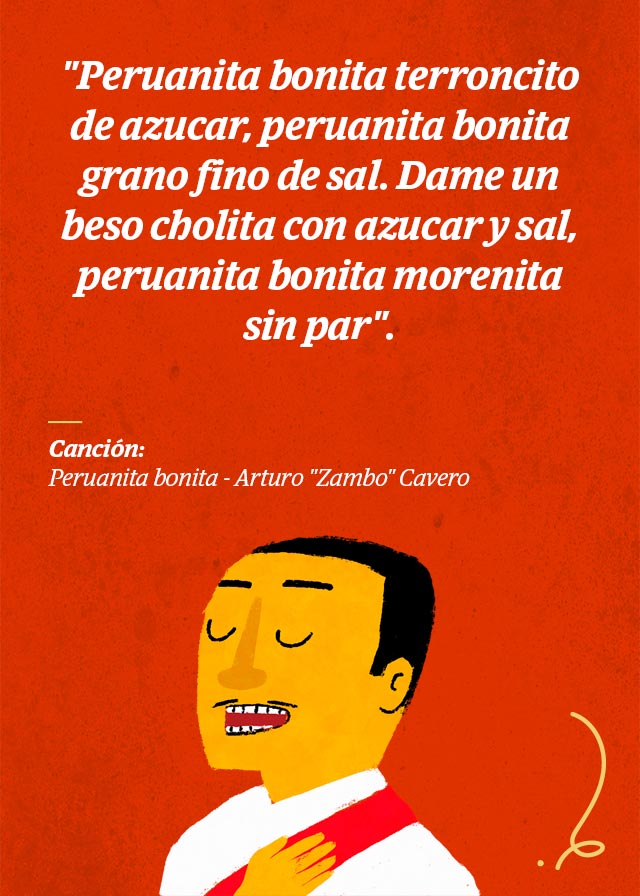 "Peruanita bonita terroncito
de azucar, peruanita bonita
grano fino de sal. Dame un
beso cholita con azucar y sal,
peruanita bonita morenita
sin par".
Canción:
Peruanita bonita - Arturo "Zambo" Cavero